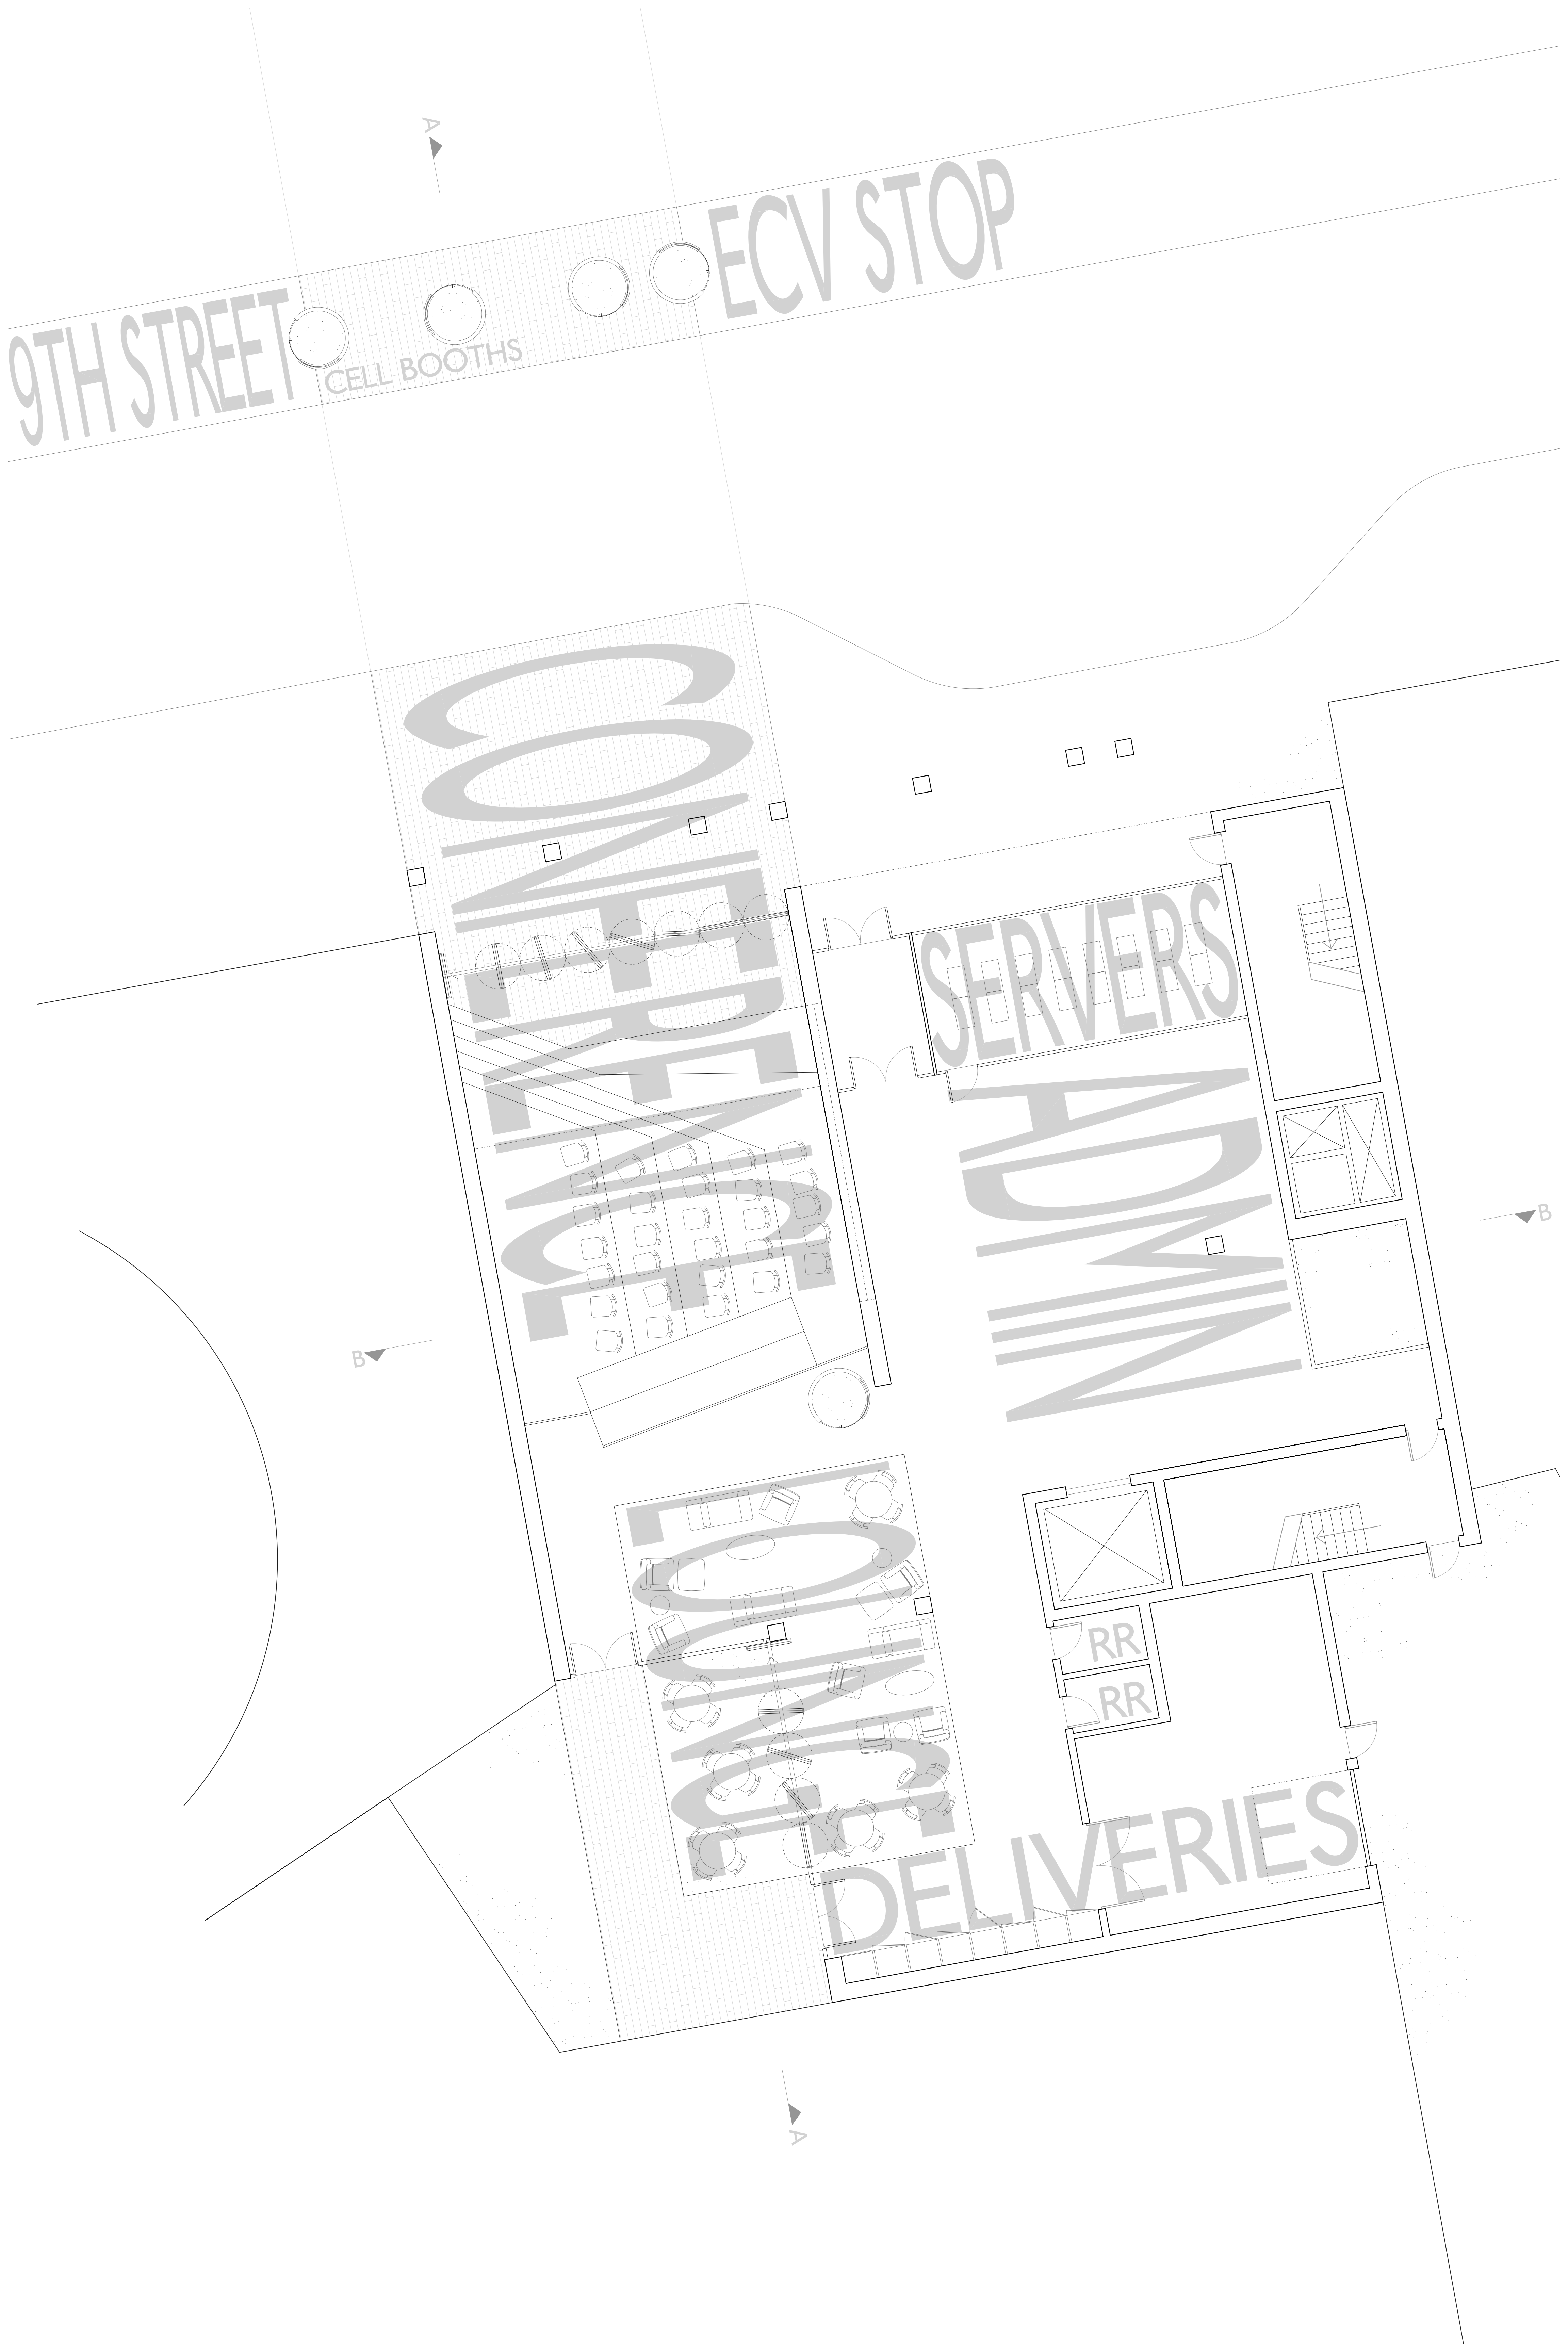 A
ECV STOP
9TH STREET
CELL BOOTHS
CONFERENCE
SERVERS
ADMIN
B
B
LOUNGE
RR
RR
DELIVERIES
A